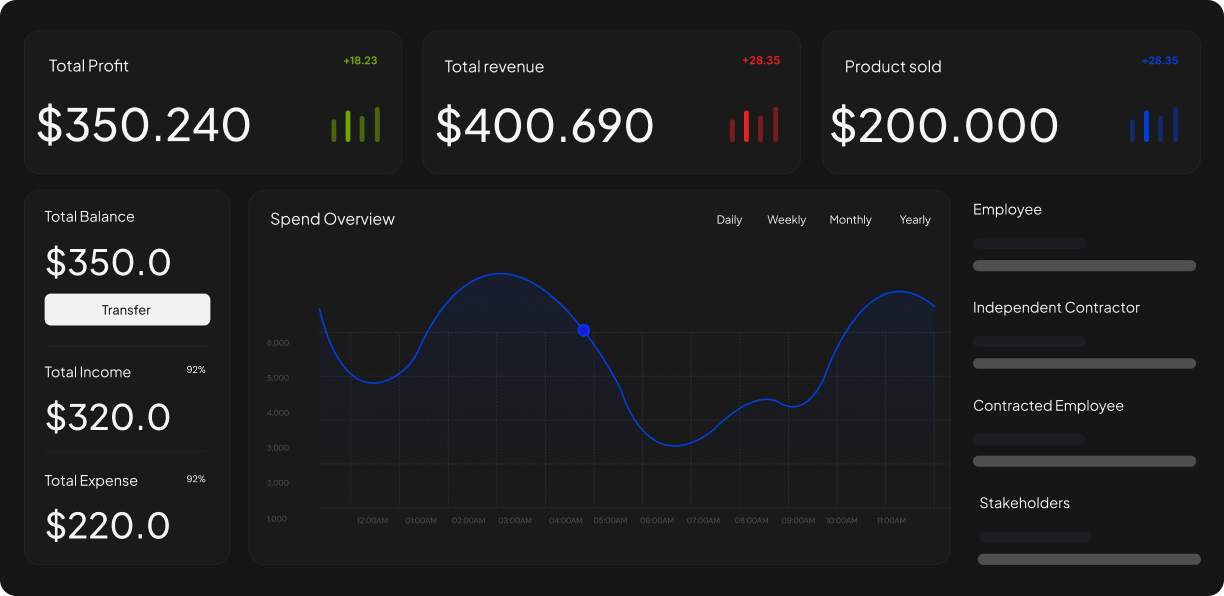 Total Profit
+18.23
$350.240
Total revenue
+28.35
$400.690
Product sold
+28.35
$200.000
Total Balance
$350.0
Transfer
Total Income
92%
$320.0
Total Expense
92%
$220.0
Spend Overview
Daily Weekly Monthly Yearly
6,000
5,000
4,000
3,000
2,000
1,000
12:00AM 01:00AM 02:00AM 03:00AM 04:00AM 05:00AM 06:00AM 07:00AM 08:00AM 09:00AM 10:00AM 11:00AM
Employee
Independent Contractor
Contracted Employee
Stakeholders